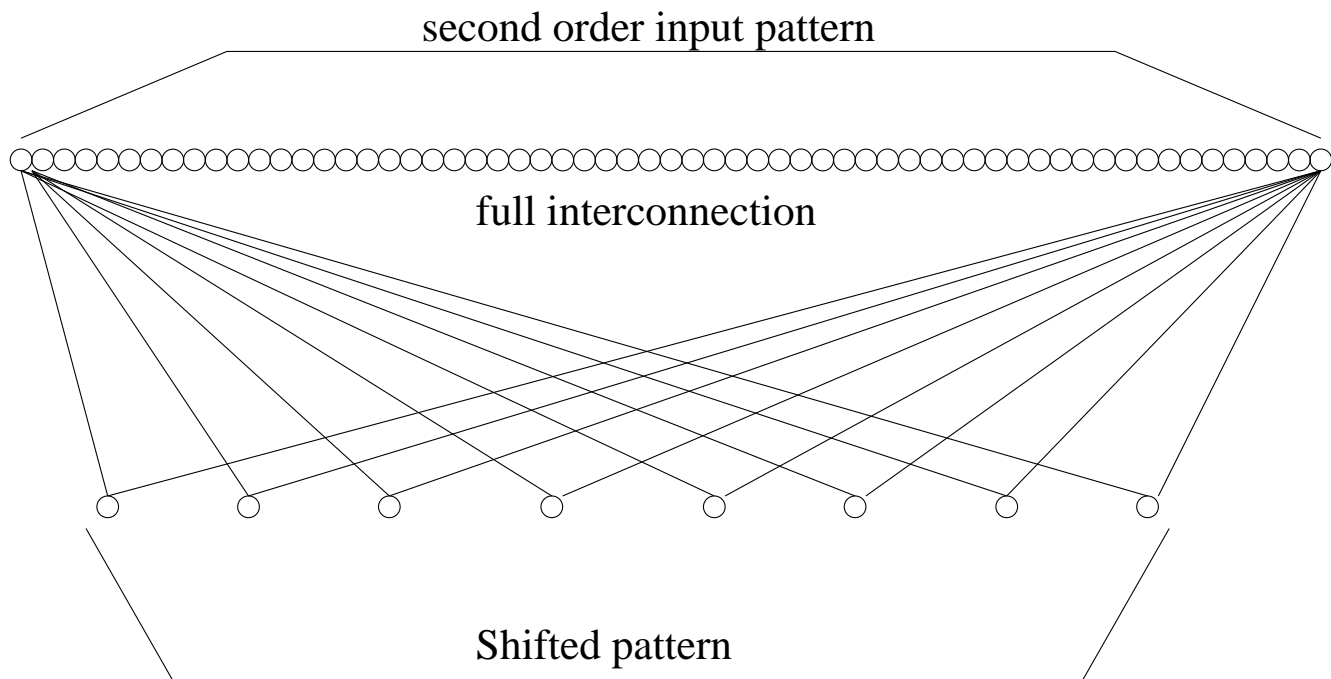 second order input pattern
full interconnection
Shifted pattern